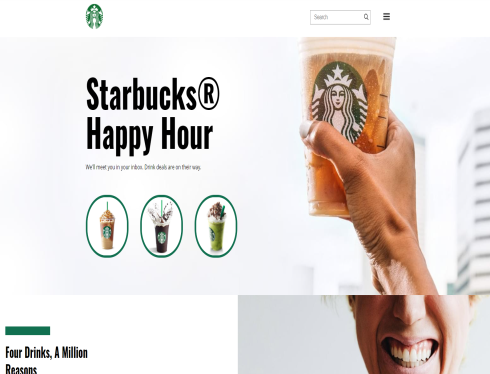 Search
Starbucks®
Happy Hour
We'll meet you in your inbox. Drink deals are on their way.
Four Drinks, A Million
Reasons